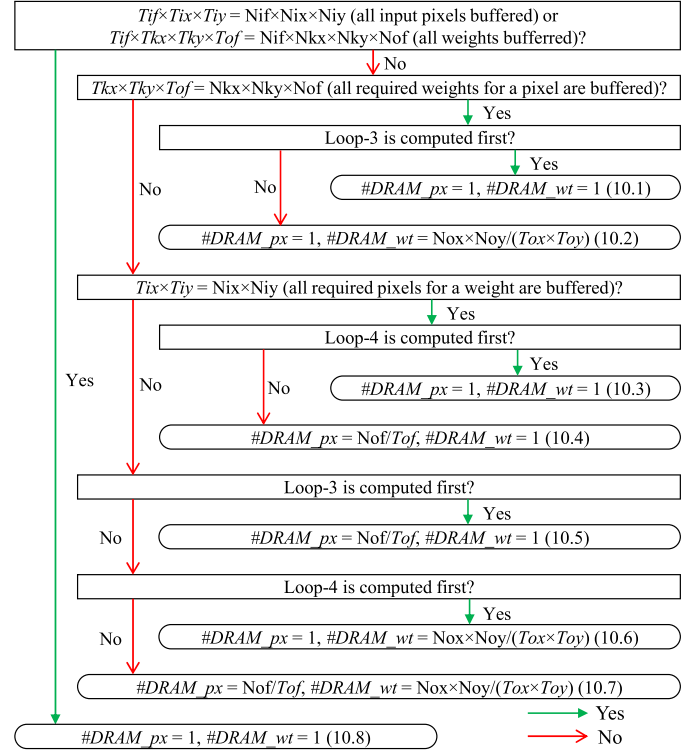 Tif×Tix×Tiy = Nif×Nix×Niy (all input pixels buffered) or
Tif×Tkx×Tky×Tof = Nif×Nkx×Nky×Nof (all weights bufferred)?
No
Tkx×Tky×Tof = Nkx×Nky×Nof (all required weights for a pixel are buffered)?
Yes
Loop-3 is computed first?
Yes
No
No
#DRAM_px = 1, #DRAM_wt = 1 (10.1)
#DRAM_px = 1, #DRAM_wt = Nox×Noy/(Tox×Toy) (10.2)
Tix×Tiy = Nix×Niy (all required pixels for a weight are buffered)?
Yes
Loop-4 is computed first?
Yes
Yes
No
No
#DRAM_px = 1, #DRAM_wt = 1 (10.3)
#DRAM_px = Nof/Tof, #DRAM_wt = 1 (10.4)
Loop-3 is computed first?
Yes
No
#DRAM_px = Nof/Tof, #DRAM_wt = 1 (10.5)
Loop-4 is computed first?
Yes
No
#DRAM_px = 1, #DRAM_wt = Nox×Noy/(Tox×Toy) (10.6)
#DRAM_px = Nof/Tof, #DRAM_wt = Nox×Noy/(Tox×Toy) (10.7)
Yes
#DRAM_px = 1, #DRAM_wt = 1 (10.8)
No